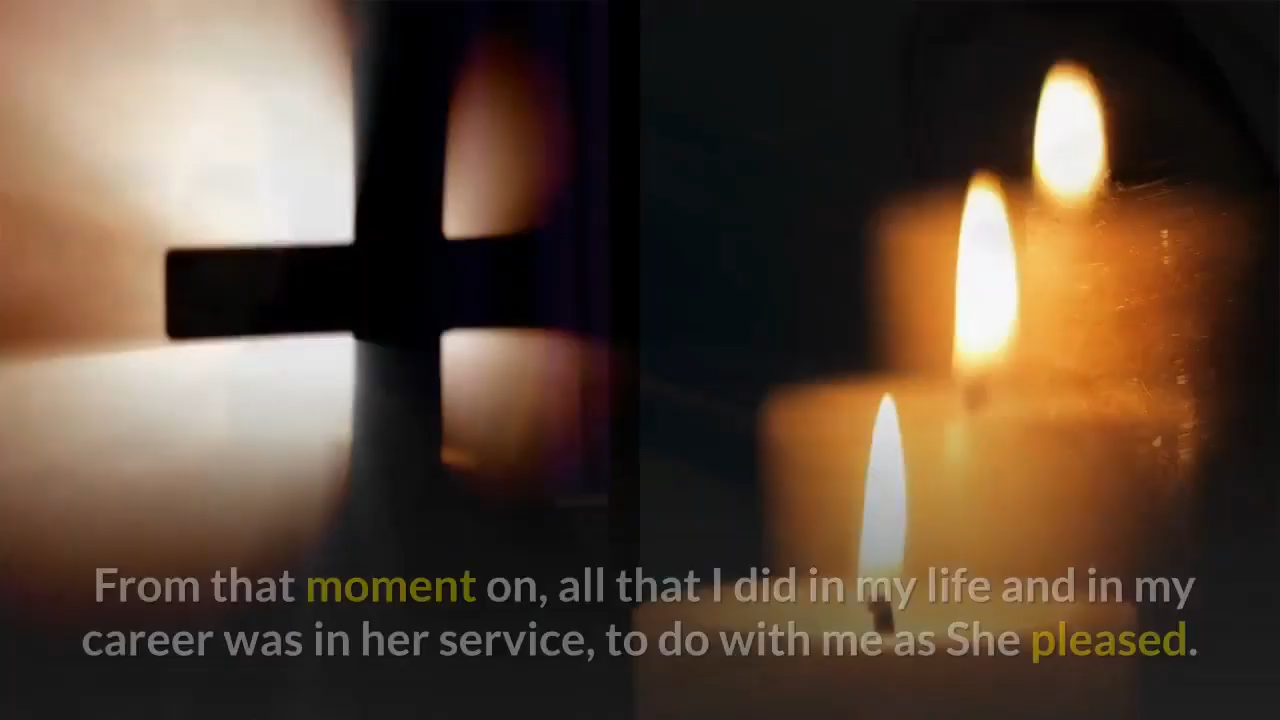 From that moment on, all that I did in my life and in my
career was in her service, to do with me as She pleased.